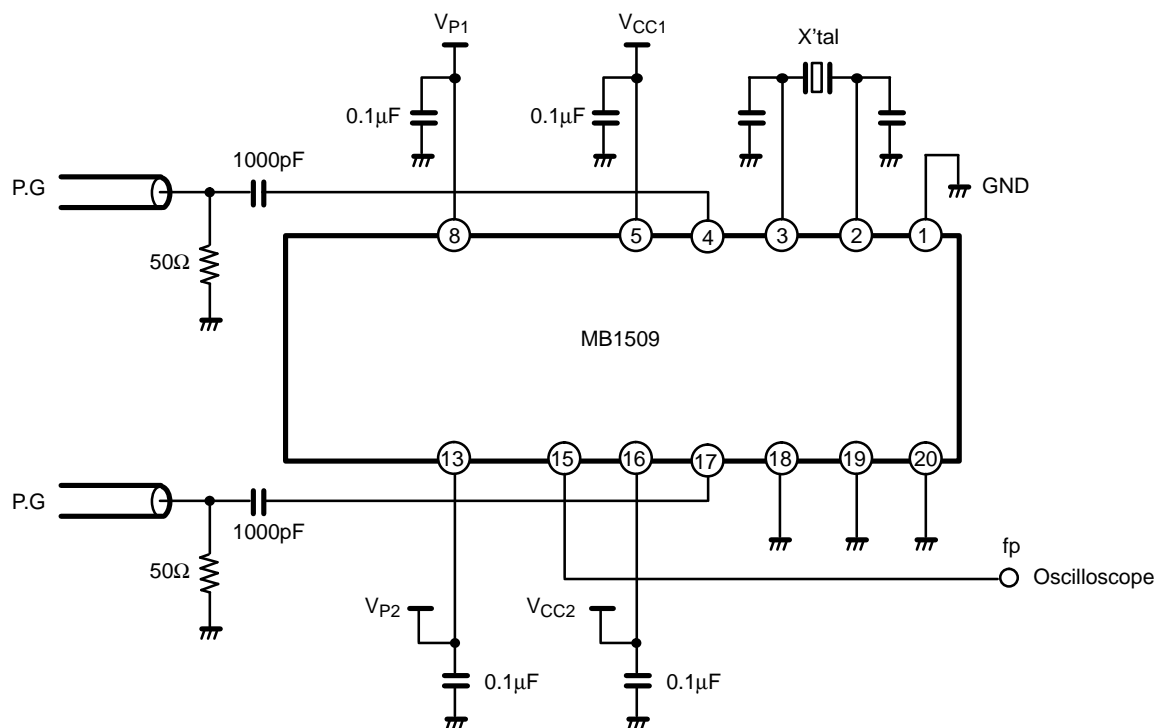 V_P1
V_CC1
X'tal
0.1μF
0.1μF
1000pF
P.G
GND
50Ω
8
5
4
3
2
1
MB1509
13
15
16
17
18
19
20
P.G
1000pF
50Ω
fp
Oscilloscope
V_P2
V_CC2
0.1μF
0.1μF